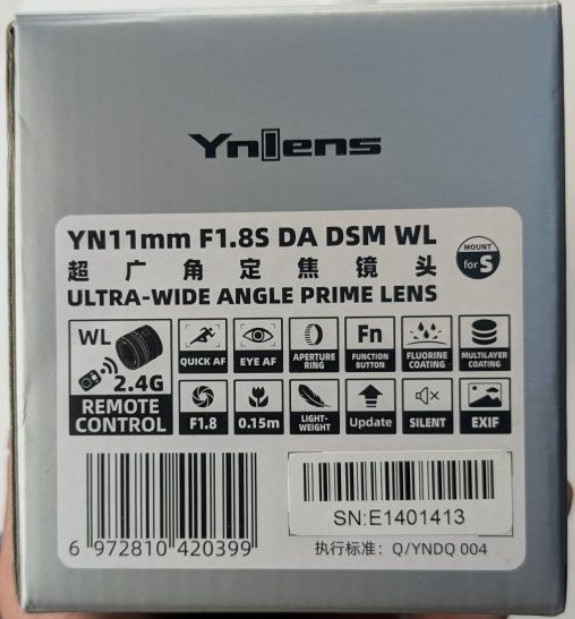 Ynlens
YN11mm F1.8S DA DSM WL
超广角定焦镜头
ULTRA-WIDE ANGLE PRIME LENS
MOUNT
for S
WL
2.4G
REMOTE
CONTROL
QUICK AF
EYE AF
APERTURE
RING
Fn
FUNCTION
BUTTON
FLUORINE
COATING
MULTILAYER
COATING
F1.8
0.15m
LIGHT-
WEIGHT
Update
SILENT
EXIF
6 972810 420399
SN:E1401413
执行标准：Q/YNDQ 004